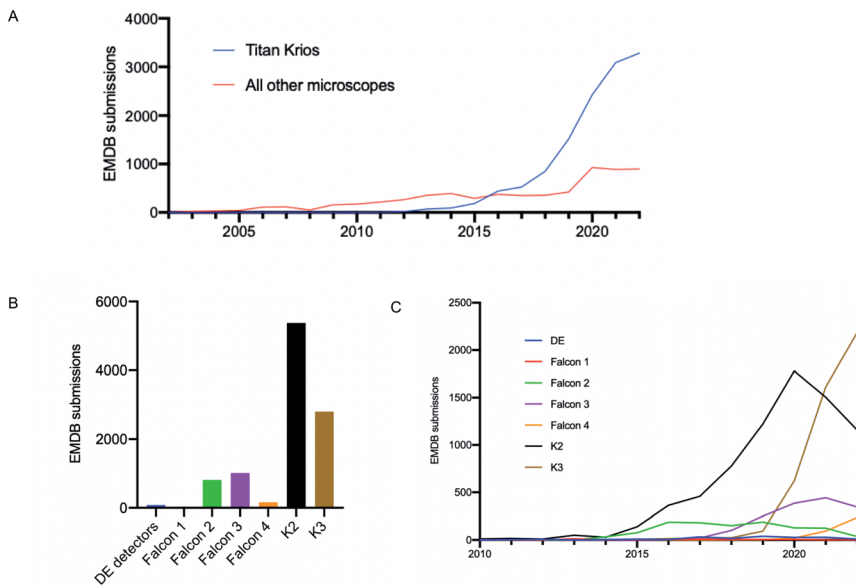 A
4000
3000
2000
1000
0
EMDB submissions
Titan Krios
All other microscopes
2005
2010
2015
2020
B
6000
4000
2000
0
EMDB submissions
DE detectors
Falcon 1
Falcon 2
Falcon 3
Falcon 4
K2
K3
C
2500
2000
1500
1000
500
0
EMDB submissions
DE
Falcon 1
Falcon 2
Falcon 3
Falcon 4
K2
K3
2010
2015
2020